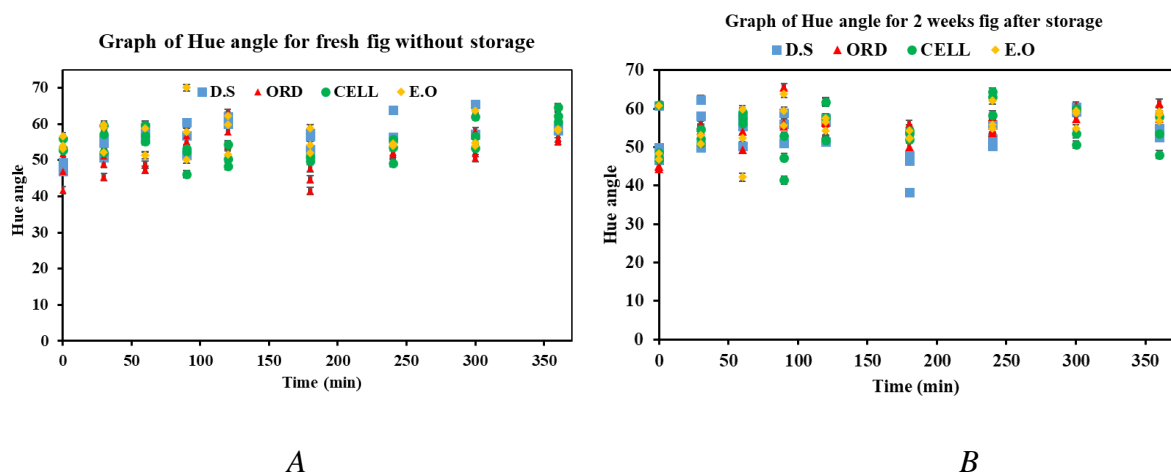 Graph of Hue angle for fresh fig without storage
D.S ORD CELL E.O
70
60
50
40
30
20
10
0
Hue angle
0 50 100 150 200 250 300 350
Time (min)
A
Graph of Hue angle for 2 weeks fig after storage
D.S ORD CELL E.O
70
60
50
40
30
20
10
0
Hue angle
0 50 100 150 200 250 300 350
Time (min)
B